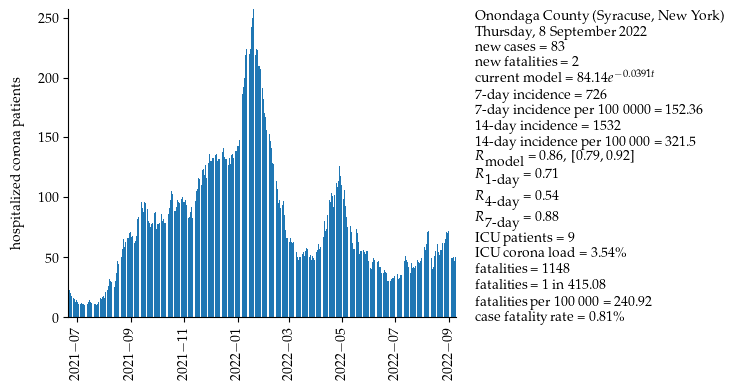 250
200
150
100
50
0
hospitalized corona patients
2021−07
2021−09
2021−11
2022−01
2022−03
2022−05
2022−07
2022−09
Onondaga County (Syracuse, New York)
Thursday, 8 September 2022
new cases = 83
new fatalities = 2
current model = 84.14e^{−0.0391t}
7-day incidence = 726
7-day incidence per 100 0000 = 152.36
14-day incidence = 1532
14-day incidence per 100 000 = 321.5
R_model = 0.86, [0.79, 0.92]
R_1-day = 0.71
R_4-day = 0.54
R_7-day = 0.88
ICU patients = 9
ICU corona load = 3.54%
fatalities = 1148
fatalities = 1 in 415.08
fatalities per 100 000 = 240.92
case fatality rate = 0.81%